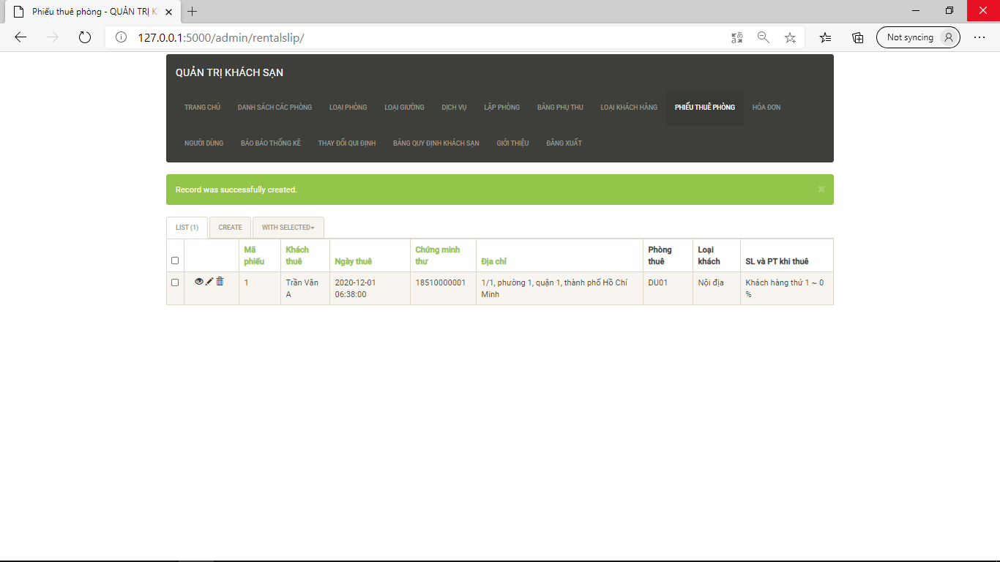 Phiếu thuê phòng - QUẢN TRỊ K
127.0.0.1:5000/admin/rentalslip/
Not syncing
QUẢN TRỊ KHÁCH SẠN
TRANG CHỦ DANH SÁCH CÁC PHÒNG LOẠI PHÒNG LOẠI GIƯỜNG DỊCH VỤ LẬP PHÒNG BẢNG PHỤ THU LOẠI KHÁCH HÀNG PHIẾU THUÊ PHÒNG HÓA ĐƠN
NGƯỜI DÙNG BÁO BÁO THỐNG KÊ THAY ĐỔI QUI ĐỊNH BẢNG QUY ĐỊNH KHÁCH SẠN GIỚI THIỆU ĐĂNG XUẤT
Record was successfully created. ×
LIST (1) CREATE WITH SELECTED
Mã phiếu Khách thuê Ngày thuê Chứng minh thư Địa chỉ Phòng thuê Loại khách SL và PT khi thuê
1 Trần Văn A 2020-12-01 06:38:00 18510000001 1/1, phường 1, quận 1, thành phố Hồ Chí Minh DU01 Nội địa Khách hàng thứ 1 ~ 0 %